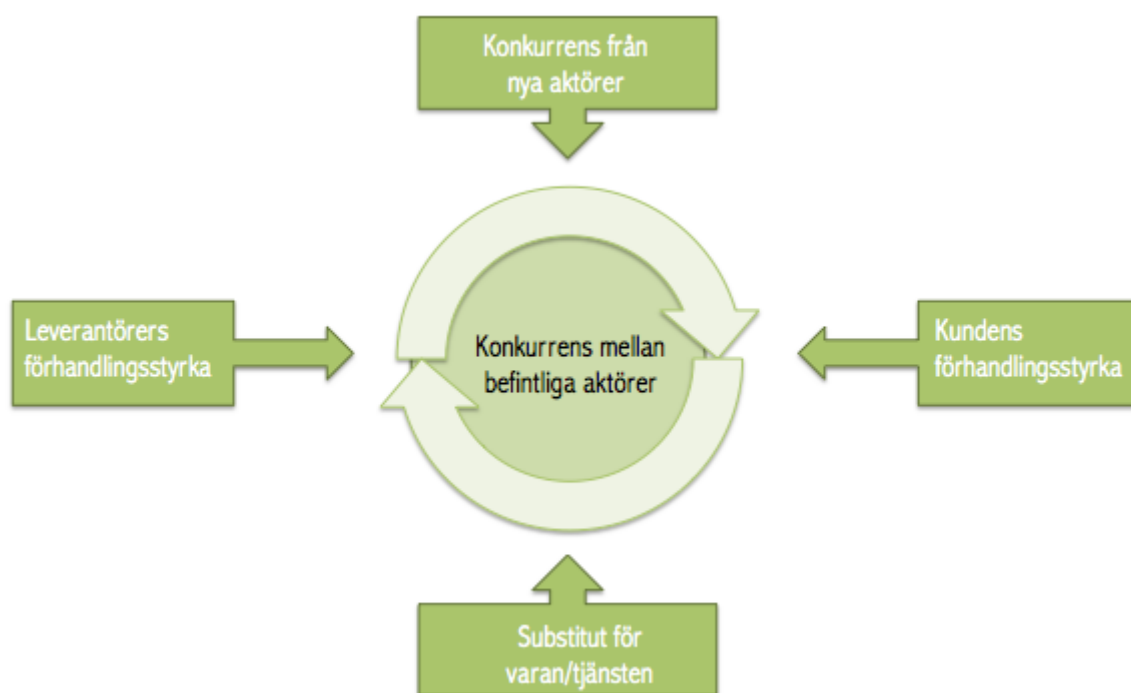 Konkurrens från
nya aktörer
Leverantörers
förhandlingsstyrka
Konkurrens mellan
befintliga aktörer
Kundens
förhandlingsstyrka
Substitut för
varan/tjänsten